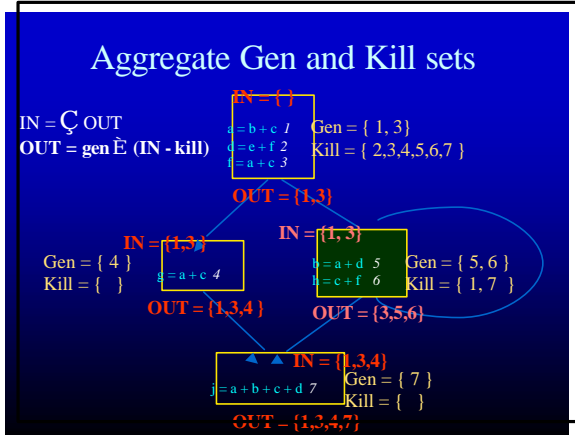 Aggregate Gen and Kill sets
IN = { }
IN = Ç OUT
OUT = gen È (IN - kill)
a = b + c 1
d = e + f 2
f = a + c 3
Gen = { 1, 3}
Kill = { 2,3,4,5,6,7 }
OUT = {1,3}
IN = {1,3}
Gen = { 4 }
Kill = { }
g = a + c 4
OUT = {1,3,4 }
IN = {1, 3}
b = a + d 5
h = c + f 6
Gen = { 5, 6 }
Kill = { 1, 7 }
OUT = {3,5,6}
IN = {1,3,4}
j = a + b + c + d 7
Gen = { 7 }
Kill = { }
OUT = {1,3,4,7}